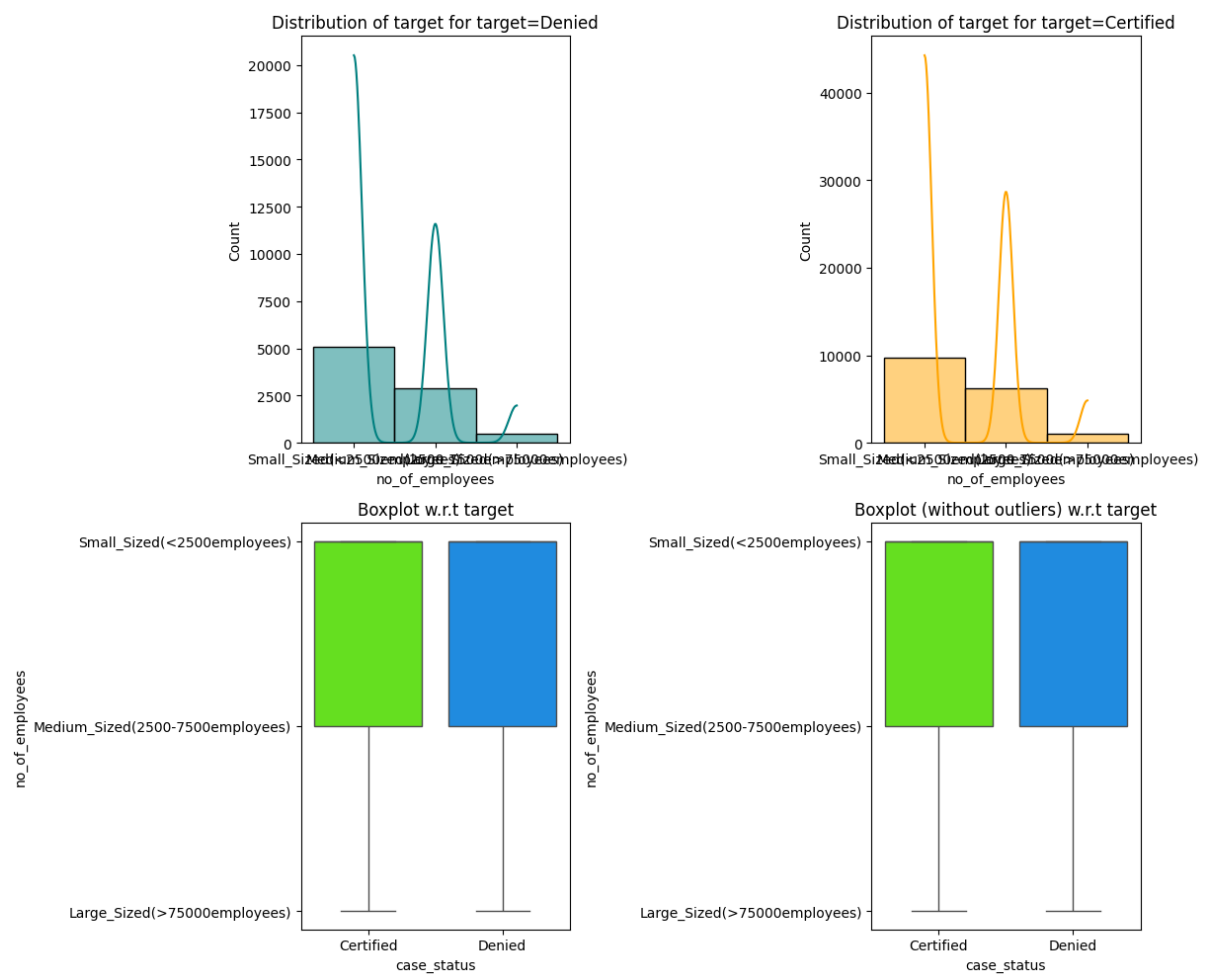 Distribution of target for target=Denied
20000
17500
15000
12500
10000
7500
5000
2500
0
Count
no_of_employees
Distribution of target for target=Certified
40000
30000
20000
10000
0
Count
no_of_employees
Boxplot w.r.t target
Small_Sized(<2500employees)
Medium_Sized(2500-7500employees)
Large_Sized(>75000employees)
no_of_employees
Certified Denied
case_status
Boxplot (without outliers) w.r.t target
Small_Sized(<2500employees)
Medium_Sized(2500-7500employees)
Large_Sized(>75000employees)
no_of_employees
Certified Denied
case_status